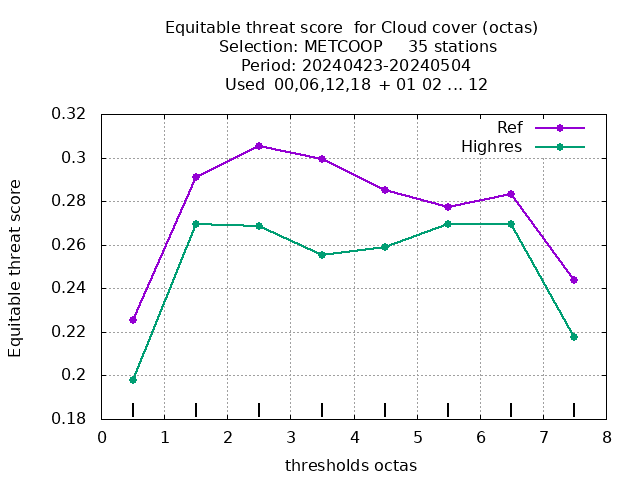 Equitable threat score  for Cloud cover (octas)
Selection: METCOOP     35 stations
Period: 20240423-20240504
Used  00,06,12,18 + 01 02 ... 12
Ref
Highres
Equitable threat score
0.32
0.3
0.28
0.26
0.24
0.22
0.2
0.18
0 1 2 3 4 5 6 7 8
thresholds octas